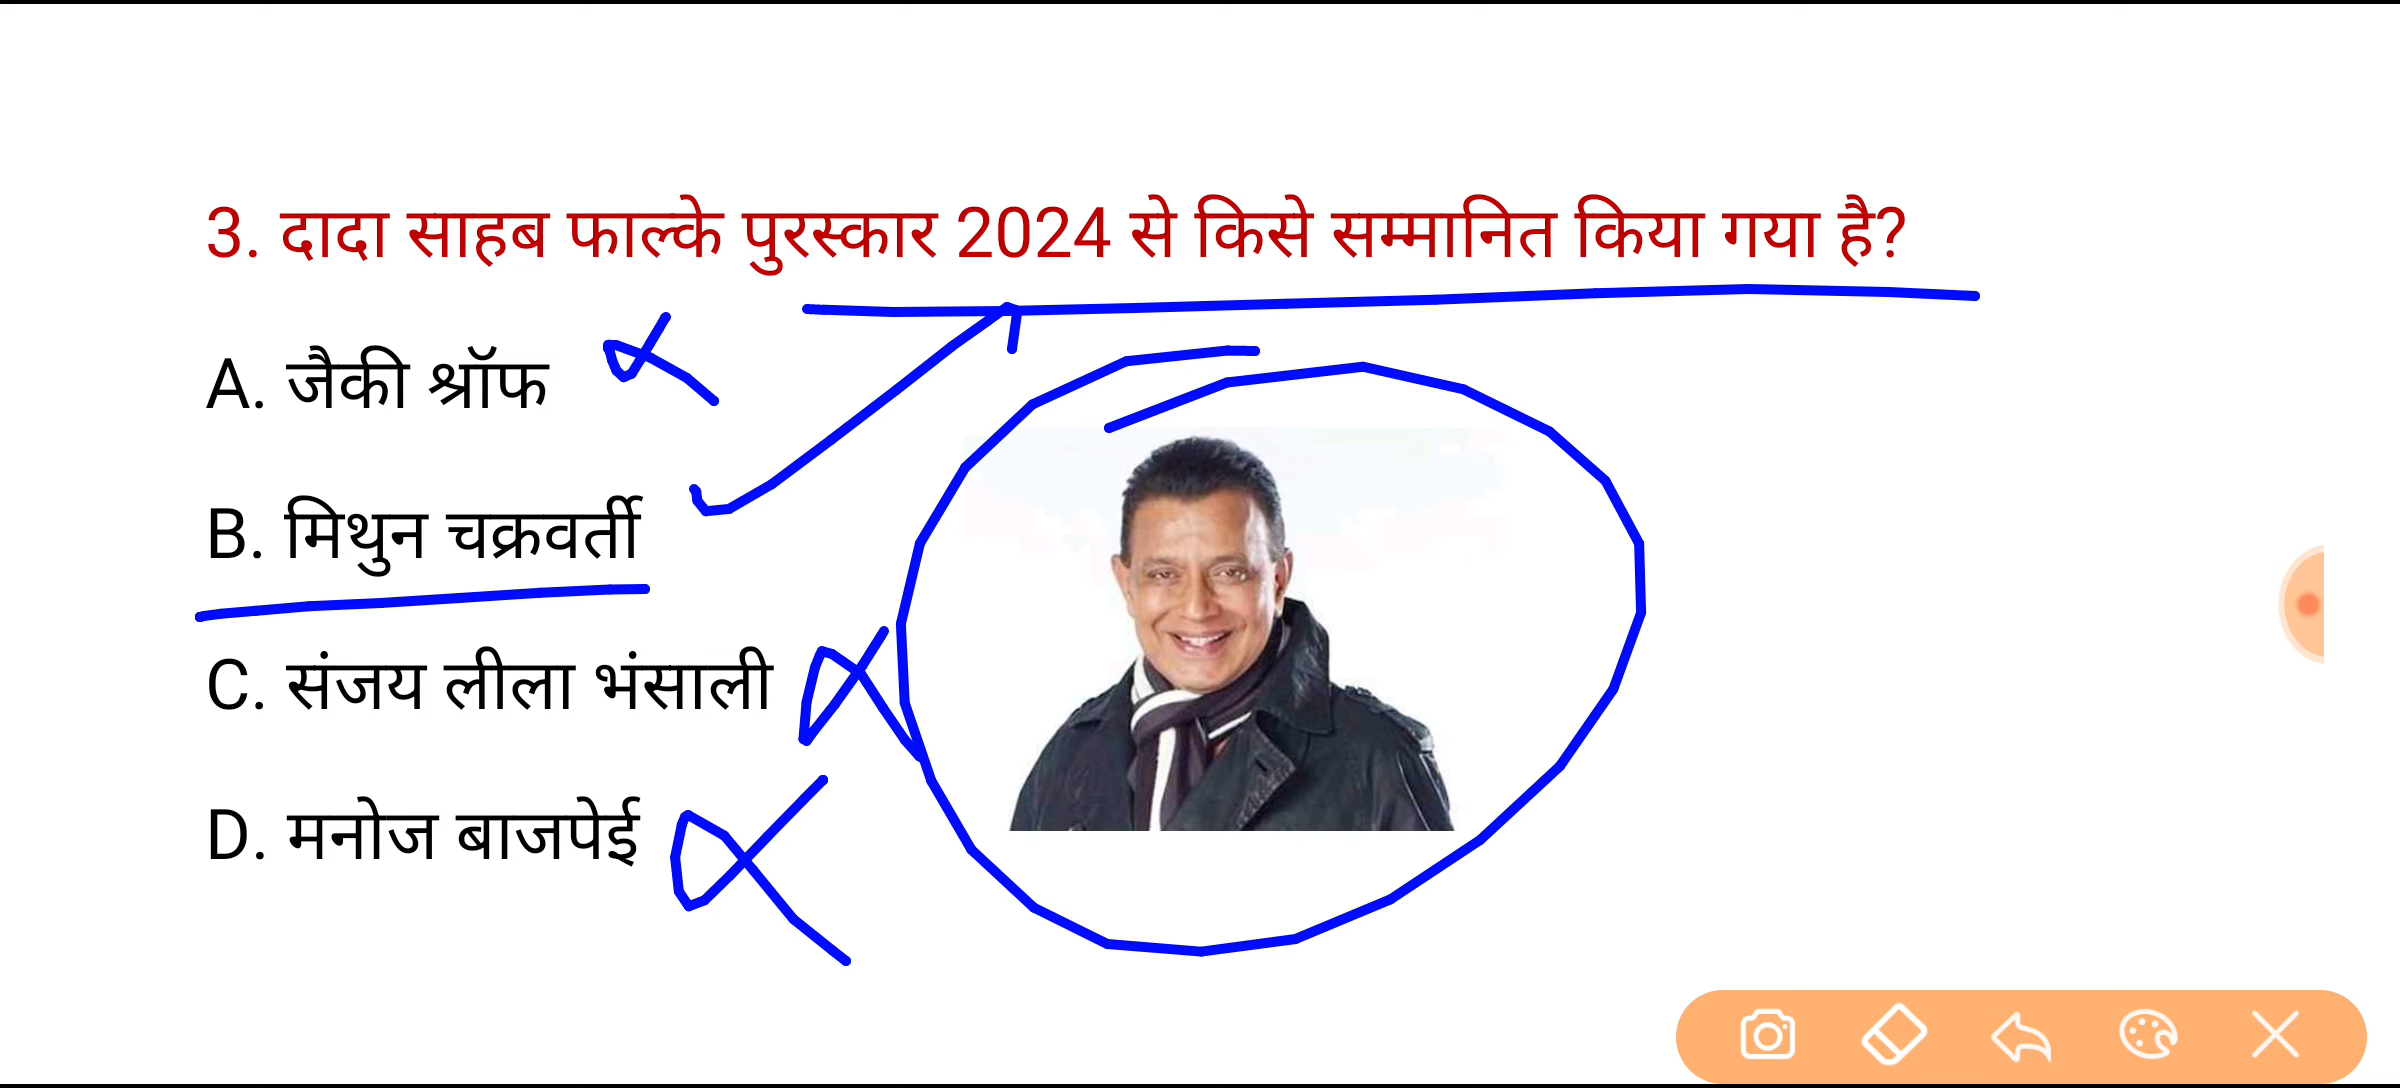 3. दादा साहब फाल्के पुरस्कार 2024 से किसे सम्मानित किया गया है?
A. जैकी श्रॉफ
B. मिथुन चक्रवर्ती
C. संजय लीला भंसाली
D. मनोज बाजपेई